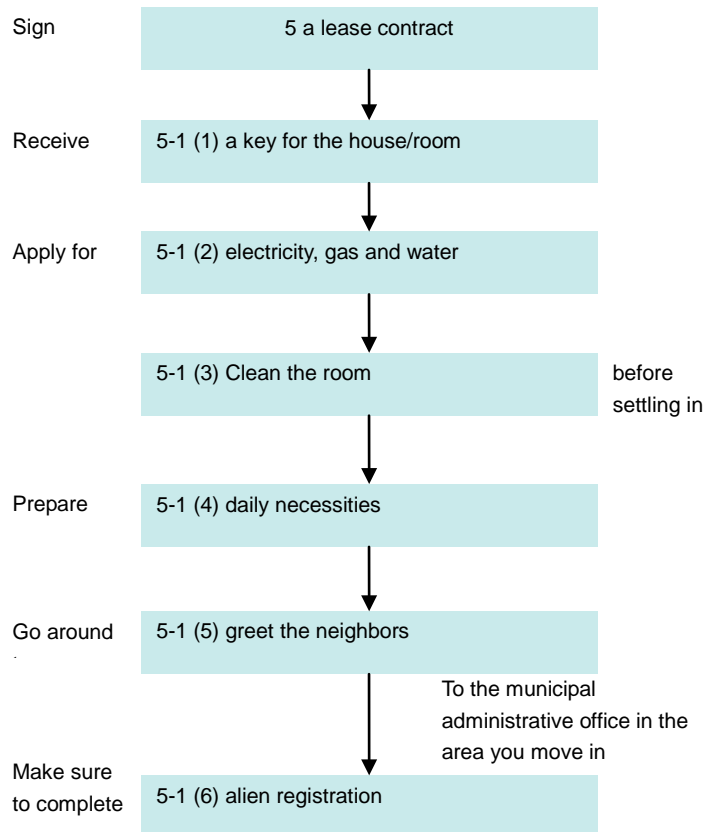 Sign
5 a lease contract
Receive
5-1 (1) a key for the house/room
Apply for
5-1 (2) electricity, gas and water
5-1 (3) Clean the room
before
settling in
Prepare
5-1 (4) daily necessities
Go around
5-1 (5) greet the neighbors
To the municipal
administrative office in the
area you move in
Make sure
to complete
5-1 (6) alien registration